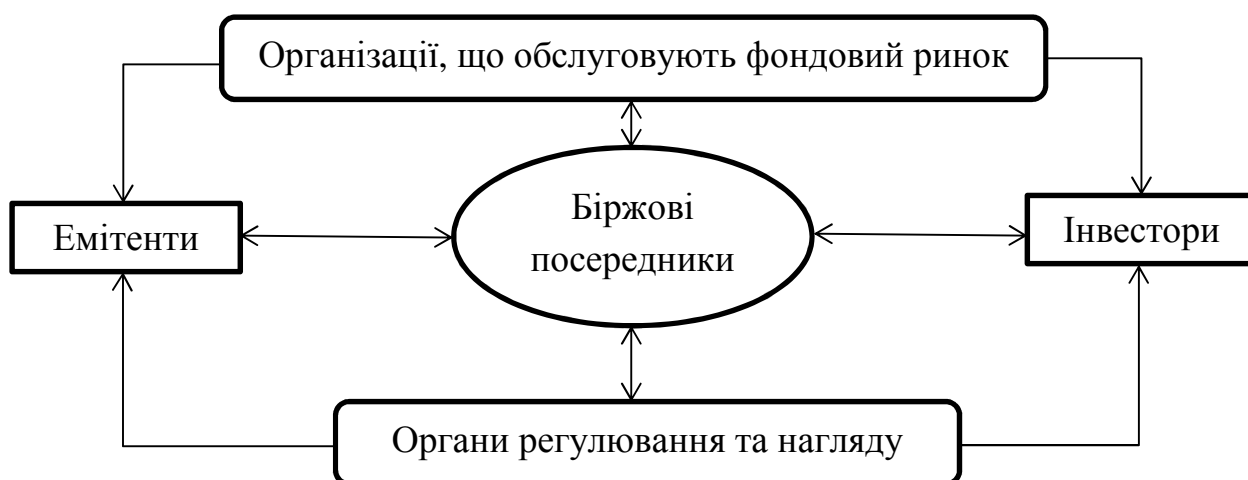 Організації, що обслуговують фондовий ринок
Емітенти
Біржові
посередники
Інвестори
Органи регулювання та нагляду